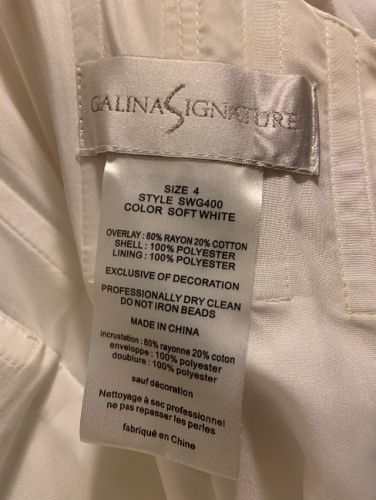 GALINA SIGNATURE
SIZE 4
STYLE SWG400
COLOR SOFT WHITE
OVERLAY : 80% RAYON 20% COTTON
SHELL : 100% POLYESTER
LINING : 100% POLYESTER
EXCLUSIVE OF DECORATION
PROFESSIONALLY DRY CLEAN
DO NOT IRON BEADS
MADE IN CHINA
incrustation : 80% rayonne 20% coton
enveloppe : 100% polyester
doublure : 100% polyester
sauf décoration
Nettoyage à sec professionnel
ne pas repasser les perles
fabriqué en Chine